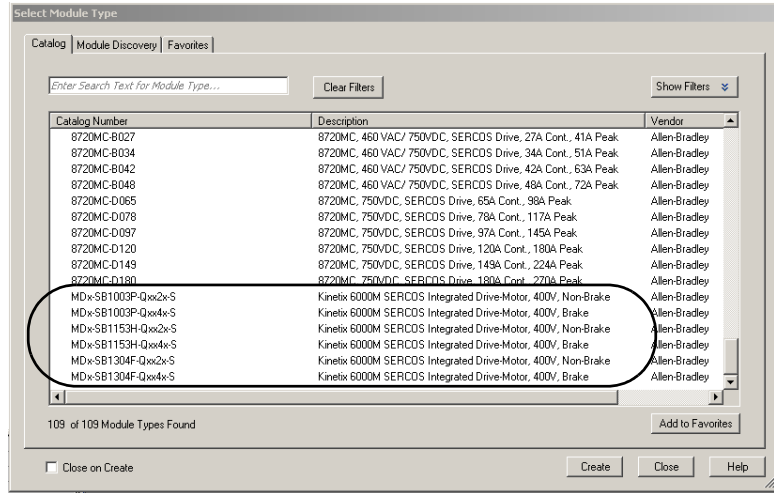 Select Module Type
Catalog Module Discovery Favorites
Enter Search Text for Module Type... Clear Filters Show Filters
Catalog Number Description Vendor
8720MC-B027 8720MC, 460 VAC/ 750VDC, SERCOS Drive, 27A Cont., 41A Peak Allen-Bradley
8720MC-B034 8720MC, 460 VAC/ 750VDC, SERCOS Drive, 34A Cont., 51A Peak Allen-Bradley
8720MC-B042 8720MC, 460 VAC/ 750VDC, SERCOS Drive, 42A Cont., 63A Peak Allen-Bradley
8720MC-B048 8720MC, 460 VAC/ 750VDC, SERCOS Drive, 48A Cont., 72A Peak Allen-Bradley
8720MC-D065 8720MC, 750VDC, SERCOS Drive, 65A Cont., 98A Peak Allen-Bradley
8720MC-D078 8720MC, 750VDC, SERCOS Drive, 78A Cont., 117A Peak Allen-Bradley
8720MC-D097 8720MC, 750VDC, SERCOS Drive, 97A Cont., 145A Peak Allen-Bradley
8720MC-D120 8720MC, 750VDC, SERCOS Drive, 120A Cont., 180A Peak Allen-Bradley
8720MC-D149 8720MC, 750VDC, SERCOS Drive, 149A Cont., 224A Peak Allen-Bradley
8720MC-D180 8720MC, 750VDC, SERCOS Drive, 180A Cont., 270A Peak Allen-Bradley
MDx-SB1003P-Qxx2x-S Kinetix 6000M SERCOS Integrated Drive-Motor, 400V, Non-Brake Allen-Bradley
MDx-SB1003P-Qxx4x-S Kinetix 6000M SERCOS Integrated Drive-Motor, 400V, Brake Allen-Bradley
MDx-SB1153H-Qxx2x-S Kinetix 6000M SERCOS Integrated Drive-Motor, 400V, Non-Brake Allen-Bradley
MDx-SB1153H-Qxx4x-S Kinetix 6000M SERCOS Integrated Drive-Motor, 400V, Brake Allen-Bradley
MDx-SB1304F-Qxx2x-S Kinetix 6000M SERCOS Integrated Drive-Motor, 400V, Non-Brake Allen-Bradley
MDx-SB1304F-Qxx4x-S Kinetix 6000M SERCOS Integrated Drive-Motor, 400V, Brake Allen-Bradley
109 of 109 Module Types Found Add to Favorites
Close on Create Create Close Help